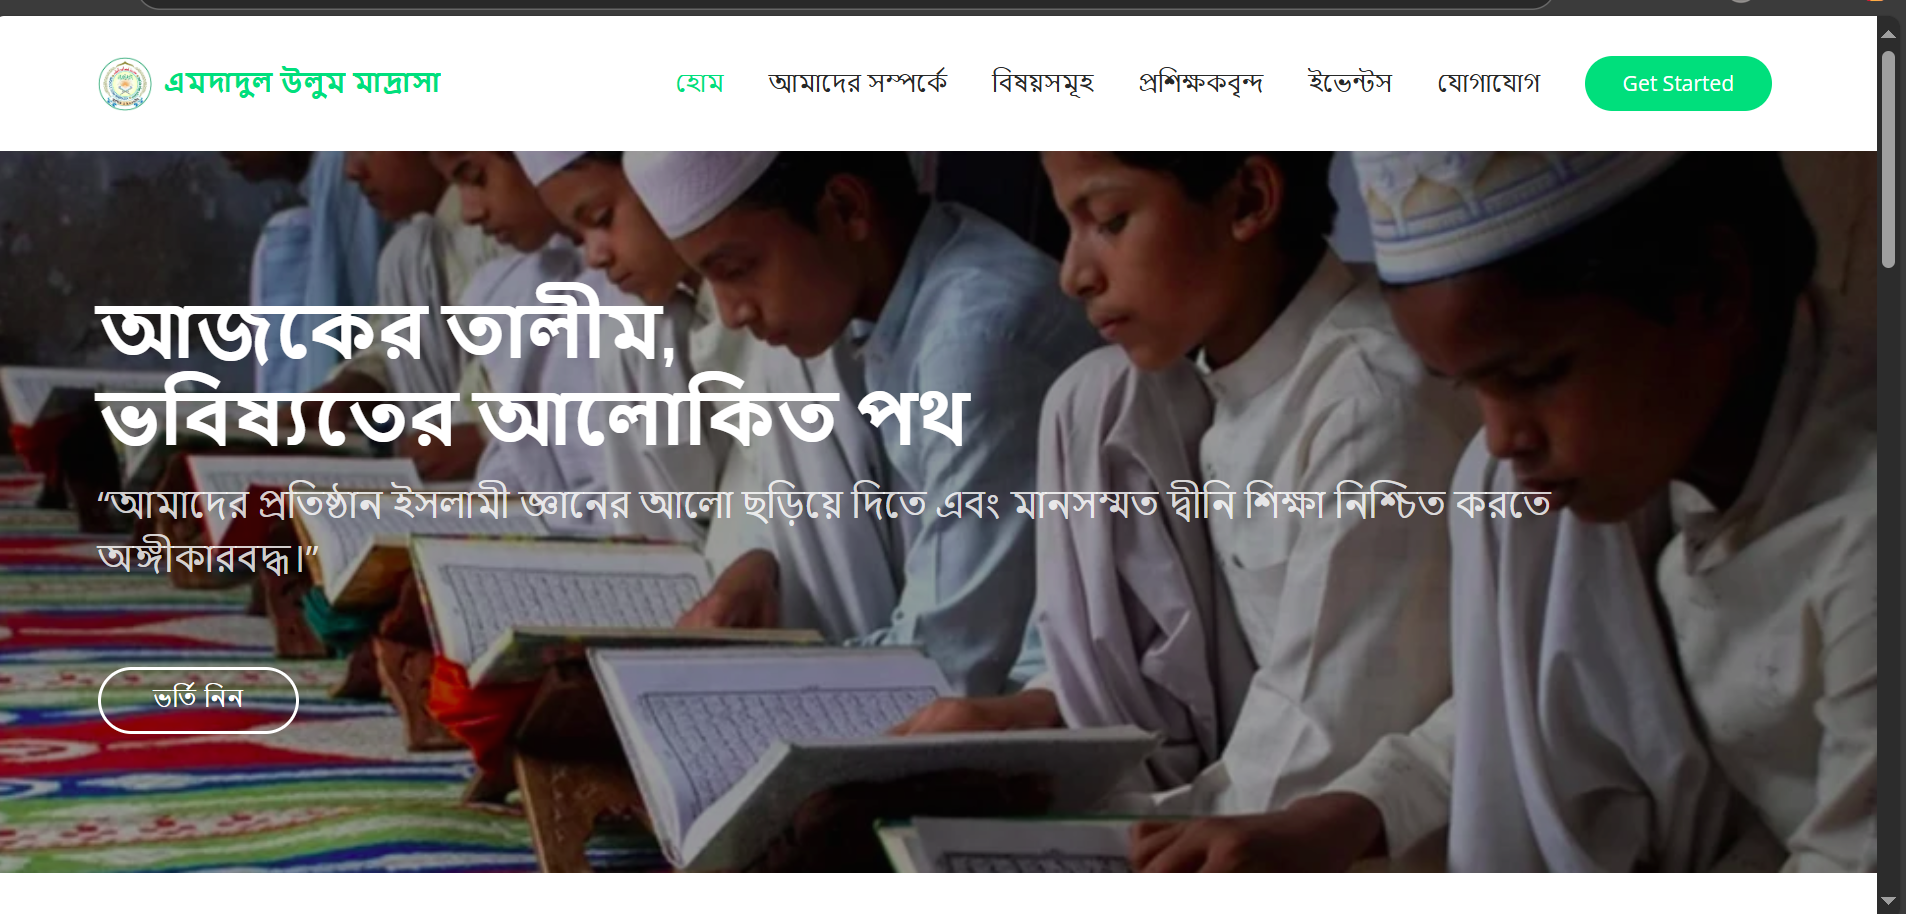 এমদাদুল উলুম মাদ্রাসা
হোম আমাদের সম্পর্কে বিষয়সমূহ প্রশিক্ষকবৃন্দ ইভেন্টস যোগাযোগ Get Started
আজকের তালীম,
ভবিষ্যতের আলোকিত পথ
“আমাদের প্রতিষ্ঠান ইসলামী জ্ঞানের আলো ছড়িয়ে দিতে এবং মানসম্মত দ্বীনি শিক্ষা নিশ্চিত করতে
অঙ্গীকারবদ্ধ।”
ভর্তি নিন